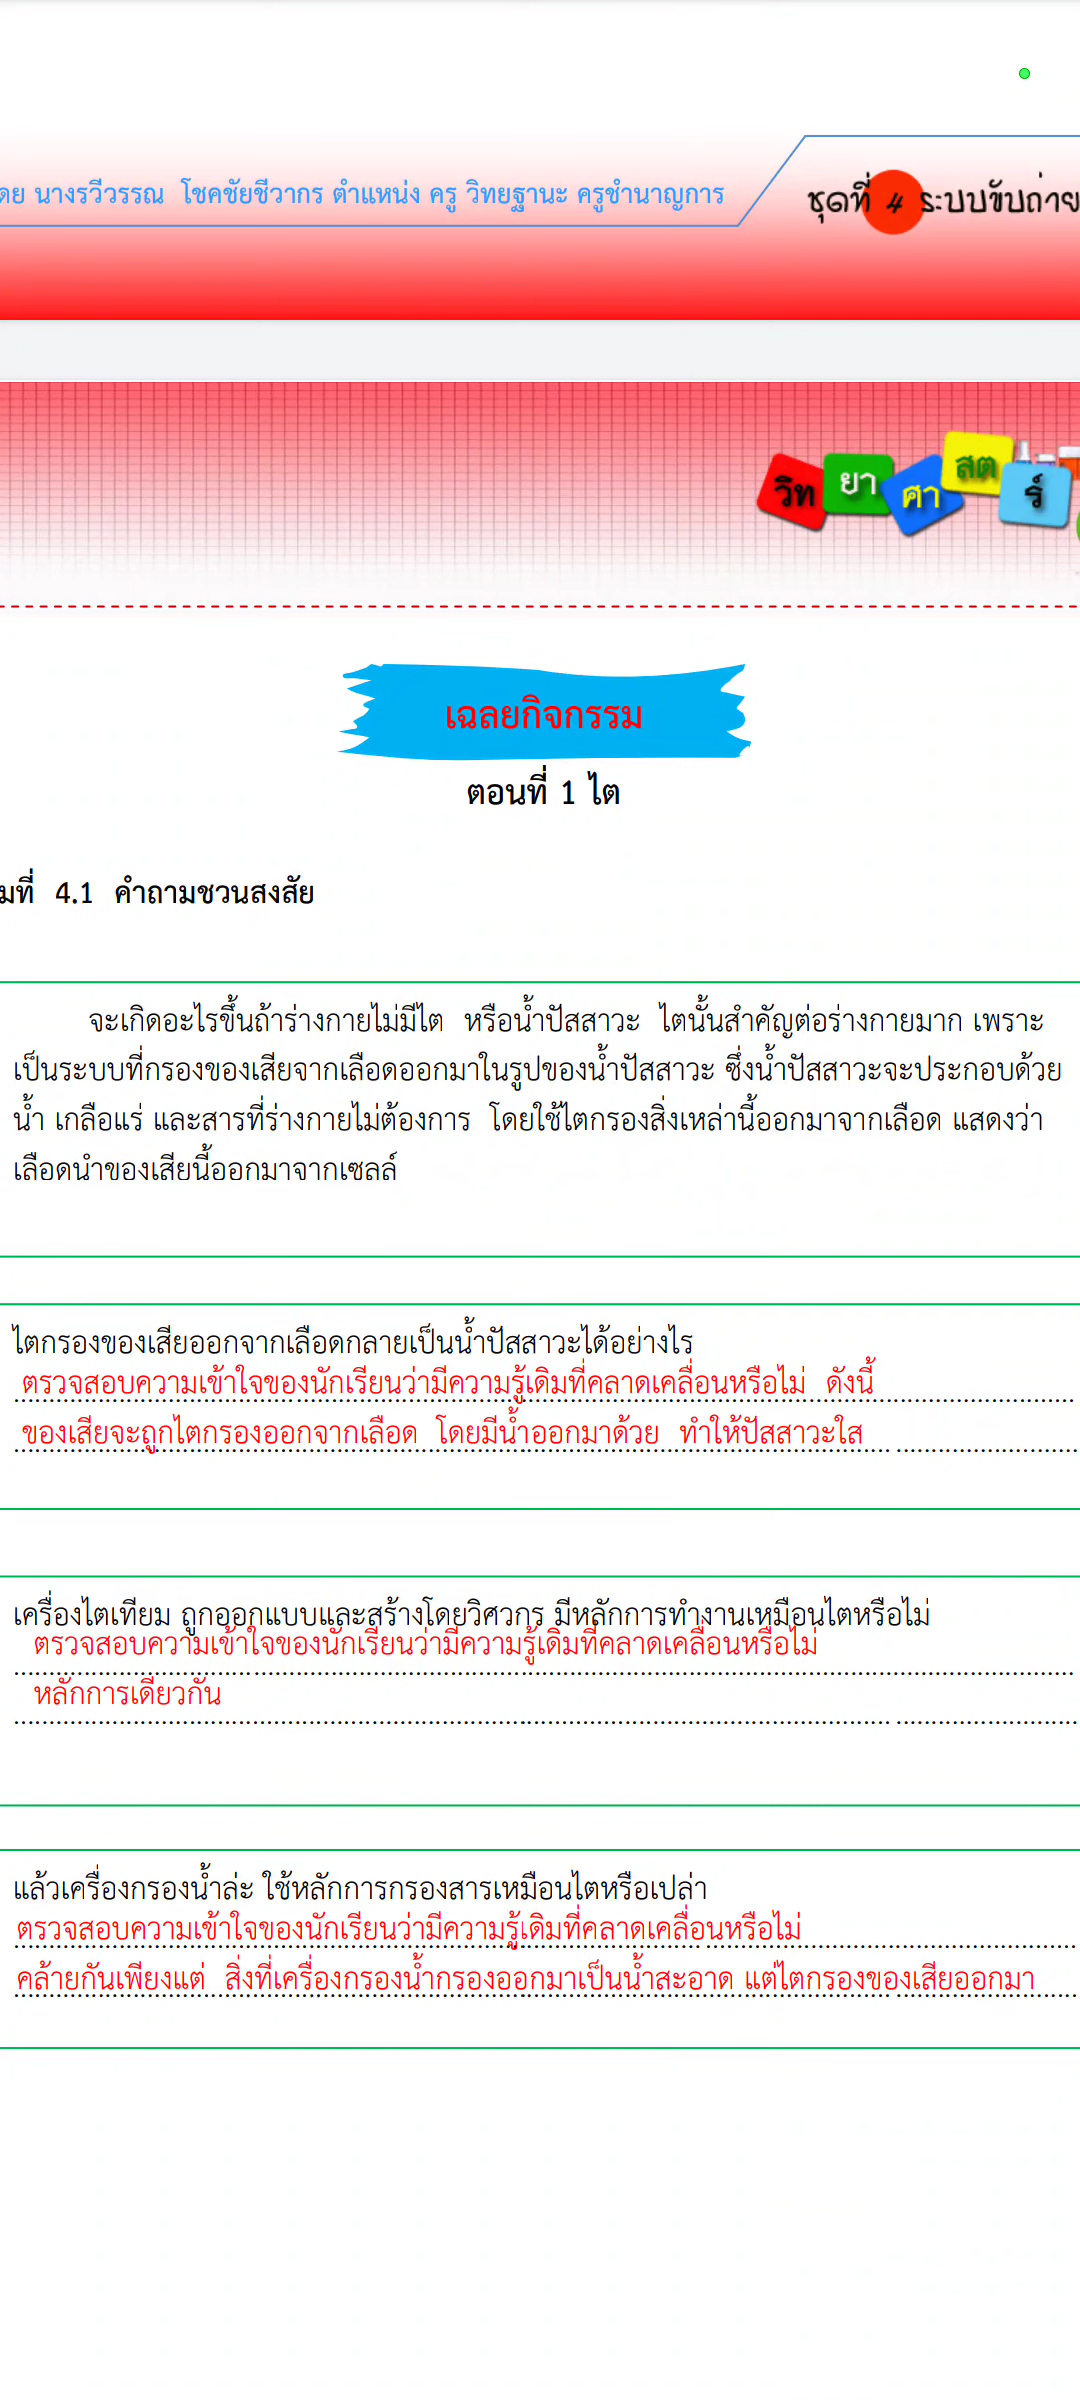 ดย นางรวีวรรณ โชคชัยชีวากร ตำแหน่ง ครู วิทยฐานะ ครูชำนาญการ
ชุดที่ 4 ระบบขับถ่าย
วิทยาศาสตร์
เฉลยกิจกรรม
ตอนที่ 1 ไต
มที่ 4.1 คำถามชวนสงสัย
จะเกิดอะไรขึ้นถ้าร่างกายไม่มีไต หรือน้ำปัสสาวะ ไตนั้นสำคัญต่อร่างกายมาก เพราะ
เป็นระบบที่กรองของเสียจากเลือดออกมาในรูปของน้ำปัสสาวะ ซึ่งน้ำปัสสาวะจะประกอบด้วย
น้ำ เกลือแร่ และสารที่ร่างกายไม่ต้องการ โดยใช้ไตกรองสิ่งเหล่านี้ออกมาจากเลือด แสดงว่า
เลือดนำของเสียนี้ออกมาจากเซลล์
ไตกรองของเสียออกจากเลือดกลายเป็นน้ำปัสสาวะได้อย่างไร
ตรวจสอบความเข้าใจของนักเรียนว่ามีความรู้เดิมที่คลาดเคลื่อนหรือไม่ ดังนี้
ของเสียจะถูกไตกรองออกจากเลือด โดยมีน้ำออกมาด้วย ทำให้ปัสสาวะใส
เครื่องไตเทียม ถูกออกแบบและสร้างโดยวิศวกร มีหลักการทำงานเหมือนไตหรือไม่
ตรวจสอบความเข้าใจของนักเรียนว่ามีความรู้เดิมที่คลาดเคลื่อนหรือไม่
หลักการเดียวกัน
แล้วเครื่องกรองน้ำล่ะ ใช้หลักการกรองสารเหมือนไตหรือเปล่า
ตรวจสอบความเข้าใจของนักเรียนว่ามีความรู้เดิมที่คลาดเคลื่อนหรือไม่
คล้ายกันเพียงแต่ สิ่งที่เครื่องกรองน้ำกรองออกมาเป็นน้ำสะอาด แต่ไตกรองของเสียออกมา